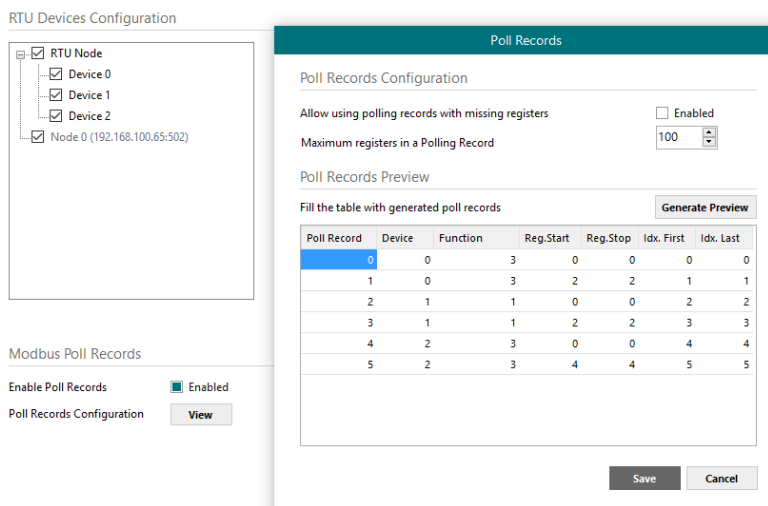 RTU Devices Configuration
RTU Node
Device 0
Device 1
Device 2
Node 0 (192.168.100.65:502)
Modbus Poll Records
Enable Poll Records Enabled
Poll Records Configuration View
Poll Records
Poll Records Configuration
Allow using polling records with missing registers Enabled
Maximum registers in a Polling Record 100
Poll Records Preview
Fill the table with generated poll records Generate Preview
Poll Record Device Function Reg.Start Reg.Stop Idx. First Idx. Last
0 0 3 0 0 0 0
1 0 3 2 2 1 1
2 1 1 0 0 2 2
3 1 1 2 2 3 3
4 2 3 0 0 4 4
5 2 3 4 4 5 5
Save Cancel